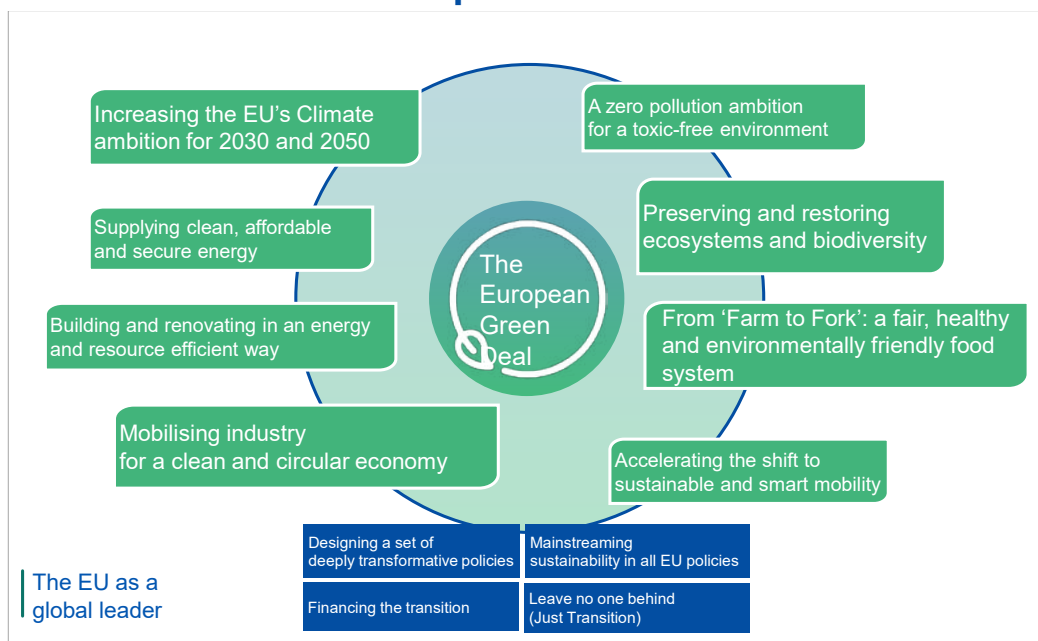 Increasing the EU's Climate
ambition for 2030 and 2050
Supplying clean, affordable
and secure energy
Building and renovating in an energy
and resource efficient way
Mobilising industry
for a clean and circular economy
The
European
Green
Deal
A zero pollution ambition
for a toxic-free environment
Preserving and restoring
ecosystems and biodiversity
From ‘Farm to Fork’: a fair, healthy
and environmentally friendly food
system
Accelerating the shift to
sustainable and smart mobility
Designing a set of
deeply transformative policies
Mainstreaming
sustainability in all EU policies
Financing the transition
Leave no one behind
(Just Transition)
The EU as a
global leader